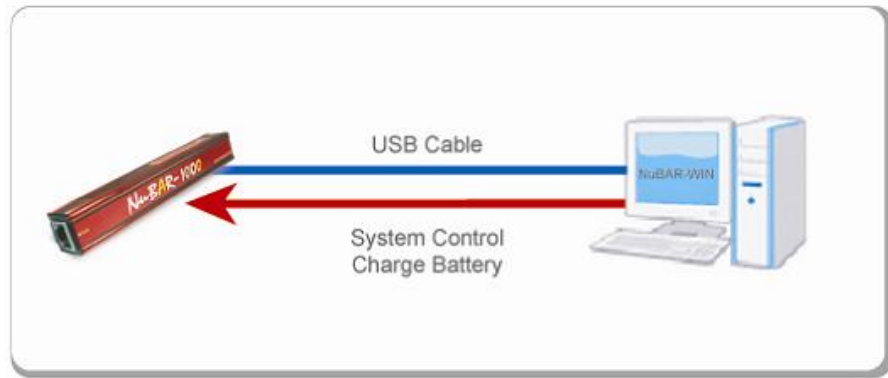 USB Cable
NuBAR-1000
NuBAR-WIN
System Control
Charge Battery